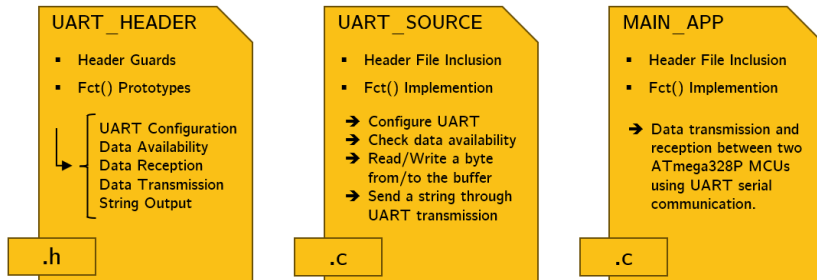 UART_HEADER
▪ Header Guards
▪ Fct() Prototypes
UART Configuration
Data Availability
Data Reception
Data Transmission
String Output
.h
UART_SOURCE
▪ Header File Inclusion
▪ Fct() Implemention
➔ Configure UART
➔ Check data availability
➔ Read/Write a byte
from/to the buffer
➔ Send a string through
UART transmission
.c
MAIN_APP
▪ Header File Inclusion
▪ Fct() Implemention
➔ Data transmission and
reception between two
ATmega328P MCUs
using UART serial
communication.
.c